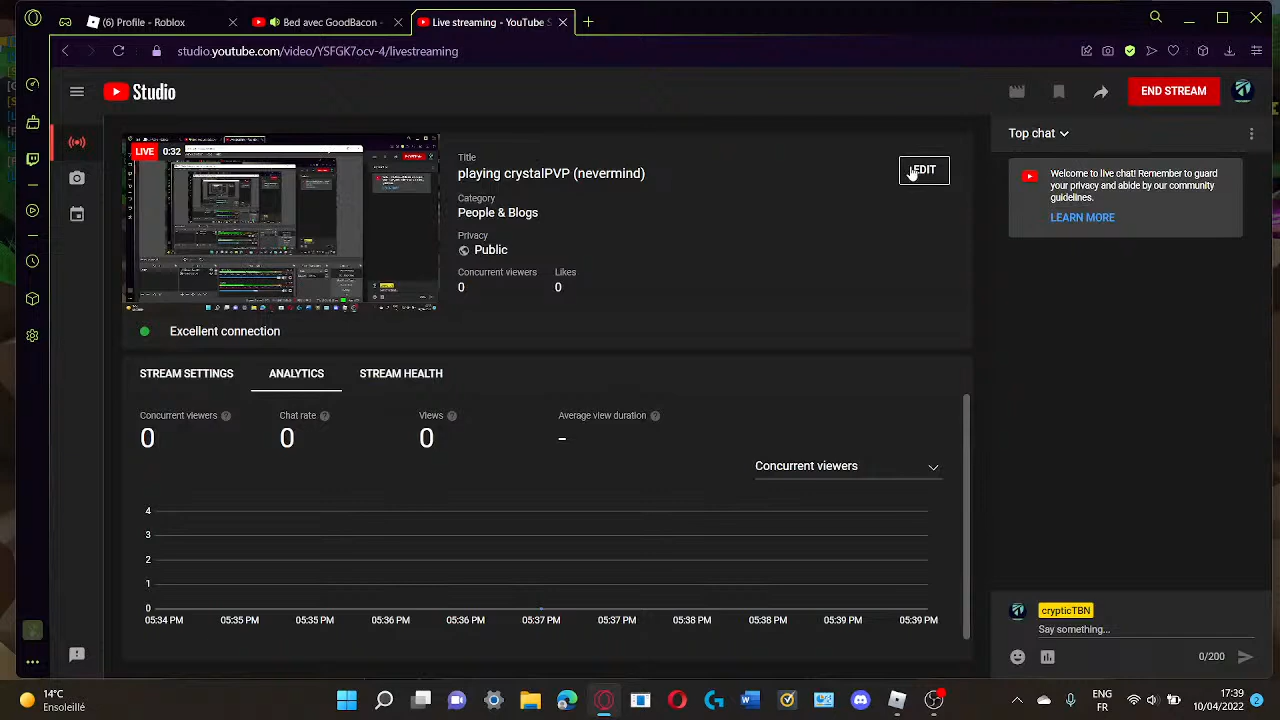 (6) Profile - Roblox
Bed avec GoodBacon -
Live streaming - YouTube S
studio.youtube.com/video/YSFGK7ocv-4/livestreaming
Studio
END STREAM
Top chat
LIVE 0:32
Title
playing crystalPVP (nevermind)
EDIT
Category
People & Blogs
Privacy
Public
Concurrent viewers Likes
0 0
Welcome to live chat! Remember to guard
your privacy and abide by our community
guidelines.
LEARN MORE
Excellent connection
STREAM SETTINGS ANALYTICS STREAM HEALTH
Concurrent viewers Chat rate Views Average view duration
0 0 0 –
Concurrent viewers
4
3
2
1
0
05:34 PM 05:35 PM 05:35 PM 05:36 PM 05:36 PM 05:37 PM 05:37 PM 05:38 PM 05:38 PM 05:39 PM 05:39 PM
crypticTBN
Say something...
0/200
14°C
Ensoleillé
ENG
FR
17:39
10/04/2022